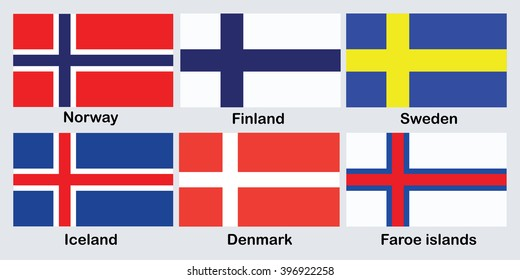 Norway Finland Sweden
Iceland Denmark Faroe islands
shutterstock.com · 396922258